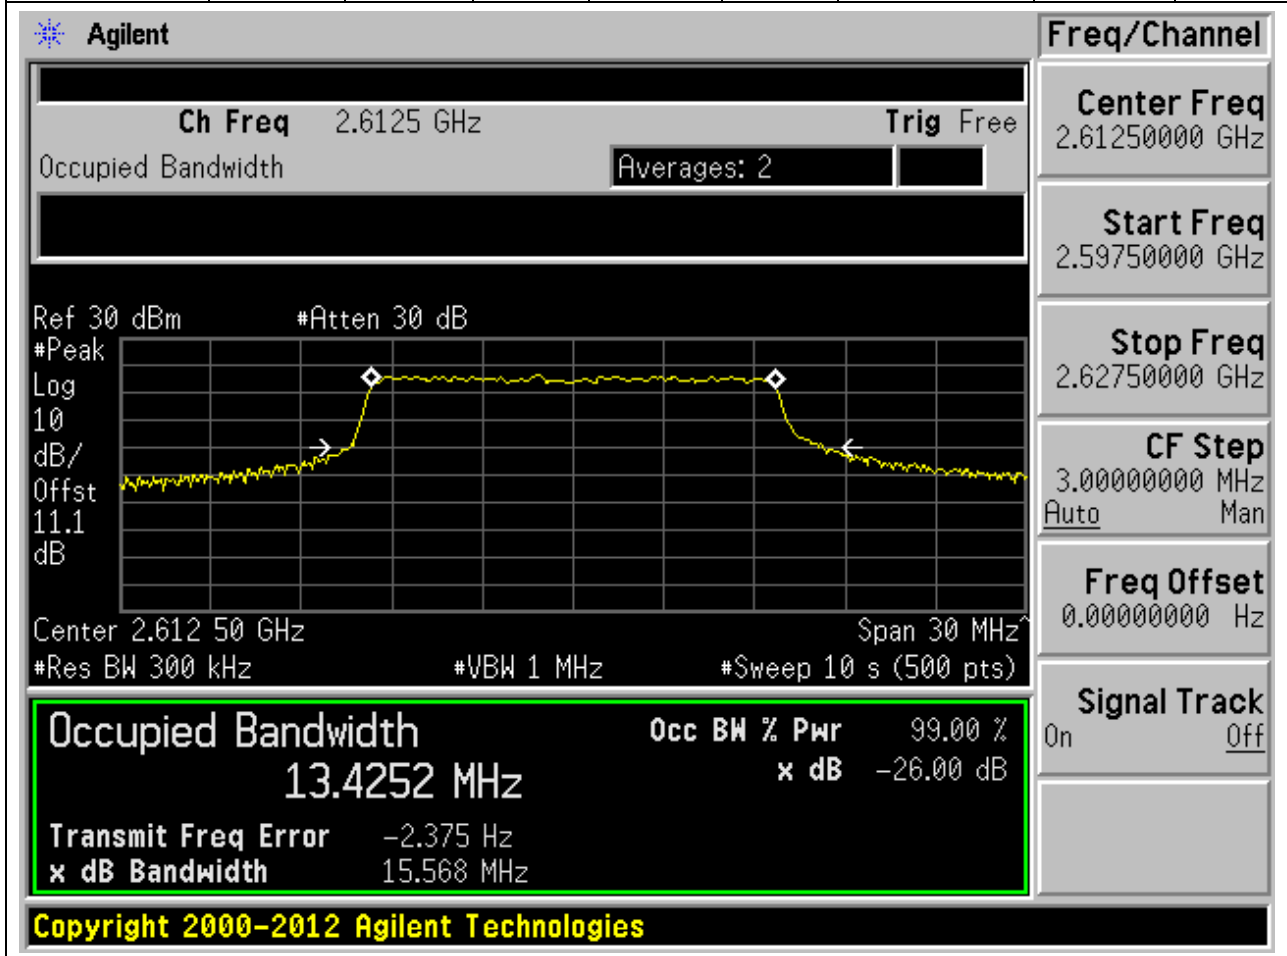 Agilent
Freq/Channel
Ch Freq 2.6125 GHz Trig Free
Occupied Bandwidth Averages: 2
Center Freq
2.61250000 GHz
Start Freq
2.59750000 GHz
Stop Freq
2.62750000 GHz
CF Step
3.00000000 MHz
Auto Man
Freq Offset
0.00000000 Hz
Signal Track
On Off
Ref 30 dBm #Atten 30 dB
#Peak
Log
10
dB/
Offst
11.1
dB
Center 2.612 50 GHz Span 30 MHz^
#Res BW 300 kHz #VBW 1 MHz #Sweep 10 s (500 pts)
Occupied Bandwidth Occ BW % Pwr 99.00 %
13.4252 MHz x dB -26.00 dB
Transmit Freq Error -2.375 Hz
x dB Bandwidth 15.568 MHz
Copyright 2000-2012 Agilent Technologies